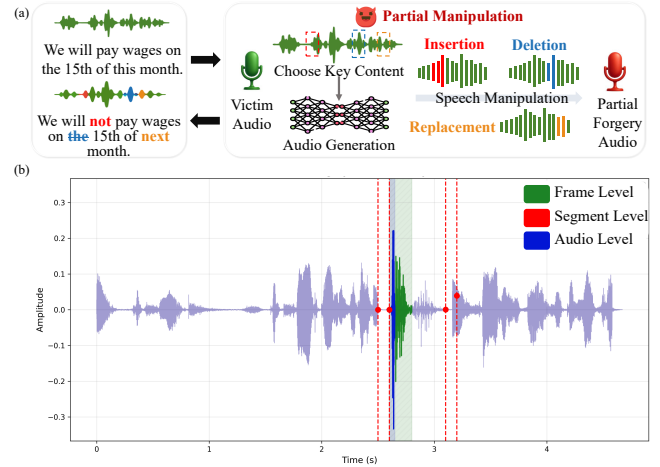 (a)
We will pay wages on
the 15th of this month.
We will not pay wages
on the 15th of next
month.
Partial Manipulation
Choose Key Content
Victim
Audio
Audio Generation
Insertion
Deletion
Speech Manipulation
Replacement
Partial
Forgery
Audio
(b)
Frame Level
Segment Level
Audio Level
Amplitude
0.3
0.2
0.1
0.0
−0.1
−0.2
−0.3
0
1
2
3
4
Time (s)